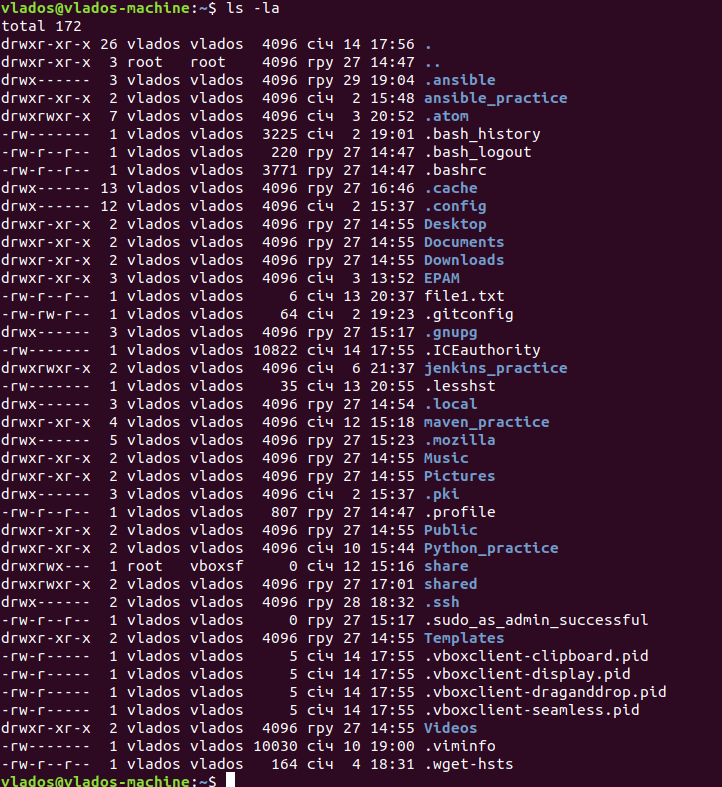 vlados@vlados-machine:~$ ls -la
total 172
drwxr-xr-x 26 vlados vlados  4096 січ 14 17:56 .
drwxr-xr-x  3 root   root    4096 гру 27 14:47 ..
drwx------  3 vlados vlados  4096 гру 29 19:04 .ansible
drwxr-xr-x  2 vlados vlados  4096 січ  2 15:48 ansible_practice
drwxrwxr-x  7 vlados vlados  4096 січ  3 20:52 .atom
-rw-------  1 vlados vlados  3225 січ  2 19:01 .bash_history
-rw-r--r--  1 vlados vlados   220 гру 27 14:47 .bash_logout
-rw-r--r--  1 vlados vlados  3771 гру 27 14:47 .bashrc
drwx------ 13 vlados vlados  4096 гру 27 16:46 .cache
drwx------ 12 vlados vlados  4096 січ  2 15:37 .config
drwxr-xr-x  2 vlados vlados  4096 гру 27 14:55 Desktop
drwxr-xr-x  2 vlados vlados  4096 гру 27 14:55 Documents
drwxr-xr-x  2 vlados vlados  4096 гру 27 14:55 Downloads
drwxr-xr-x  3 vlados vlados  4096 січ  3 13:52 EPAM
-rw-r--r--  1 vlados vlados     6 січ 13 20:37 file1.txt
-rw-rw-r--  1 vlados vlados    64 січ  2 19:23 .gitconfig
drwx------  3 vlados vlados  4096 гру 27 15:17 .gnupg
-rw-------  1 vlados vlados 10822 січ 14 17:55 .ICEauthority
drwxrwxr-x  2 vlados vlados  4096 січ  6 21:37 jenkins_practice
-rw-------  1 vlados vlados    35 січ 13 20:55 .lesshst
drwx------  3 vlados vlados  4096 гру 27 14:54 .local
drwxr-xr-x  4 vlados vlados  4096 січ 12 15:18 maven_practice
drwx------  5 vlados vlados  4096 гру 27 15:23 .mozilla
drwxr-xr-x  2 vlados vlados  4096 гру 27 14:55 Music
drwxr-xr-x  2 vlados vlados  4096 гру 27 14:55 Pictures
drwx------  3 vlados vlados  4096 січ  2 15:37 .pki
-rw-r--r--  1 vlados vlados   807 гру 27 14:47 .profile
drwxr-xr-x  2 vlados vlados  4096 гру 27 14:55 Public
drwxr-xr-x  2 vlados vlados  4096 січ 10 15:44 Python_practice
drwxrwx---  1 root   vboxsf     0 січ 12 15:16 share
drwxrwxr-x  2 vlados vlados  4096 гру 27 17:01 shared
drwx------  2 vlados vlados  4096 гру 28 18:32 .ssh
-rw-r--r--  1 vlados vlados     0 гру 27 15:17 .sudo_as_admin_successful
drwxr-xr-x  2 vlados vlados  4096 гру 27 14:55 Templates
-rw-r-----  1 vlados vlados     5 січ 14 17:55 .vboxclient-clipboard.pid
-rw-r-----  1 vlados vlados     5 січ 14 17:55 .vboxclient-display.pid
-rw-r-----  1 vlados vlados     5 січ 14 17:55 .vboxclient-draganddrop.pid
-rw-r-----  1 vlados vlados     5 січ 14 17:55 .vboxclient-seamless.pid
drwxr-xr-x  2 vlados vlados  4096 гру 27 14:55 Videos
-rw-------  1 vlados vlados 10030 січ 10 19:00 .viminfo
-rw-r--r--  1 vlados vlados   164 січ  4 18:31 .wget-hsts
vlados@vlados-machine:~$